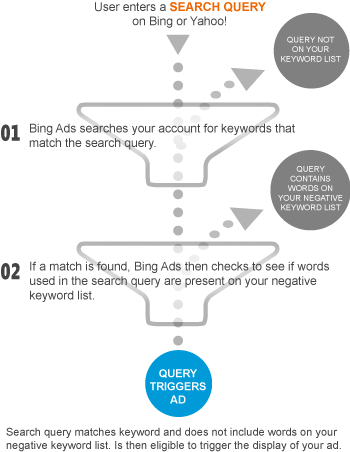 User enters a SEARCH QUERY
on Bing or Yahoo!
QUERY NOT
ON YOUR
KEYWORD LIST
01
Bing Ads searches your account for keywords that
match the search query.
QUERY
CONTAINS
WORDS ON
YOUR NEGATIVE
KEYWORD LIST
02
If a match is found, Bing Ads then checks to see if words
used in the search query are present on your negative
keyword list.
QUERY
TRIGGERS
AD
Search query matches keyword and does not include words on your
negative keyword list. Is then eligible to trigger the display of your ad.